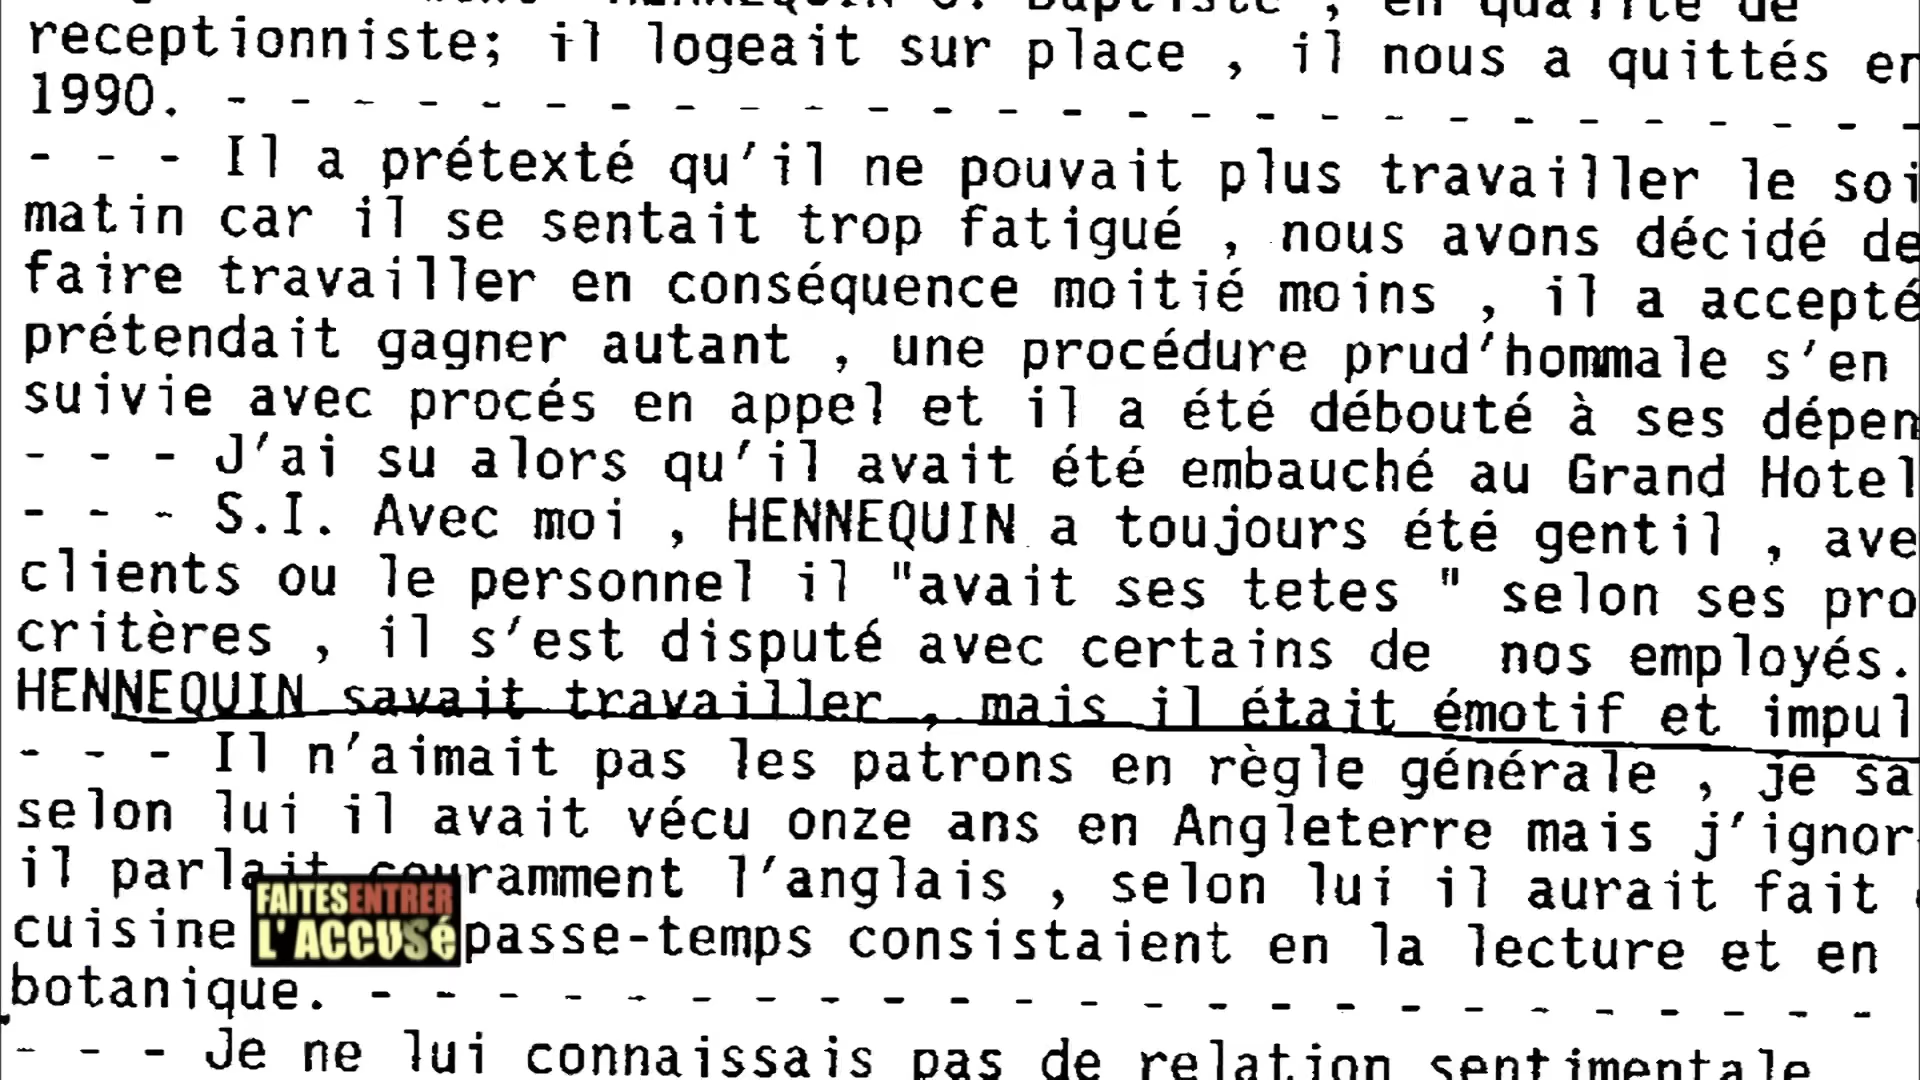 HENNEQUIN J. Baptiste , en qualité de
receptionniste; il logeait sur place , il nous a quittés en
1990. - - - - - - - - - - - - - - - - - - - - - - - - - - -
- - - Il a prétexté qu'il ne pouvait plus travailler le soi
matin car il se sentait trop fatigué , nous avons décidé de
faire travailler en conséquence moitié moins , il a accepté
prétendait gagner autant , une procédure prud'hommale s'en
suivie avec procés en appel et il a été débouté à ses dépen
- - - J'ai su alors qu'il avait été embauché au Grand Hotel
- - - S.I. Avec moi , HENNEQUIN a toujours été gentil , ave
clients ou le personnel il "avait ses tetes " selon ses pro
critères , il s'est disputé avec certains de nos employés.
HENNEQUIN savait travailler , mais il était émotif et impul
- - - Il n'aimait pas les patrons en règle générale , je sa
selon lui il avait vécu onze ans en Angleterre mais j'ignor
il parlait couramment l'anglais , selon lui il aurait fait
cuisine passe-temps consistaient en la lecture et en
botanique. - - - - - - - - - - - - - - - - - - - - - - - -
- - - Je ne lui connaissais pas de relation sentimentale
FAITES ENTRER
L'ACCUSé